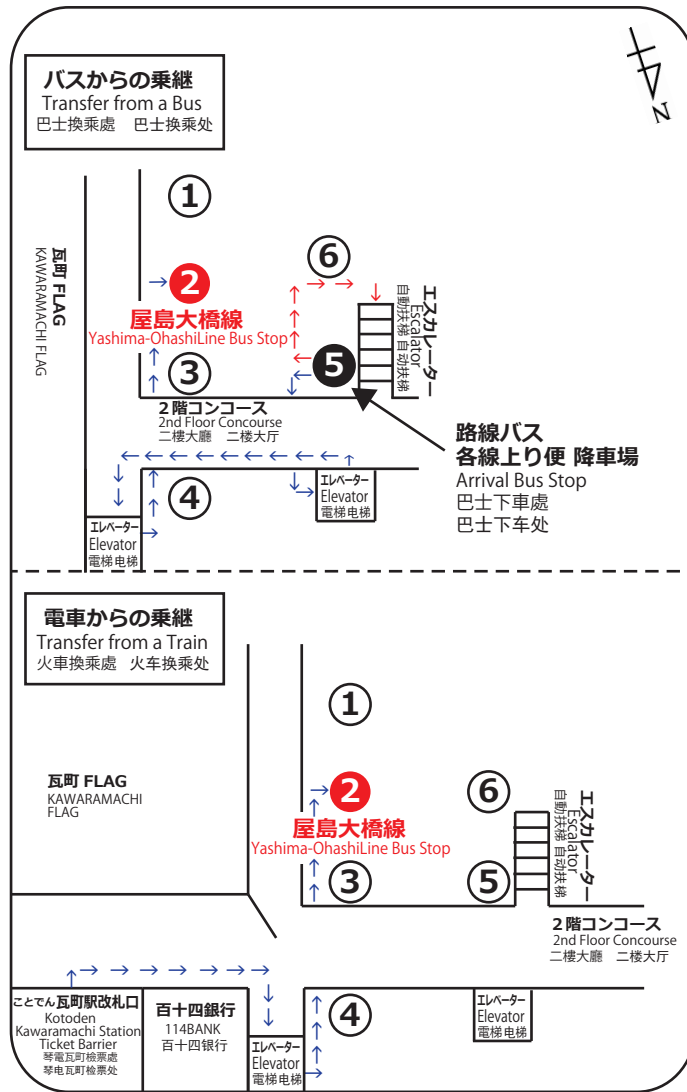 バスからの乗継
Transfer from a Bus
巴士換乘處 巴士换乘处
N
1
瓦町 FLAG
KAWARAMACHI FLAG
2
屋島大橋線
Yashima-OhashiLine Bus Stop
3
6
5
エスカレーター
Escalator
自動扶梯 自动扶梯
2階コンコース
2nd Floor Concourse
二樓大廳 二楼大厅
路線バス
各線上り便 降車場
Arrival Bus Stop
巴士下車處
巴士下车处
4
エレベーター
Elevator
電梯 电梯
エレベーター
Elevator
電梯 电梯
電車からの乗継
Transfer from a Train
火車換乘處 火车换乘处
1
瓦町 FLAG
KAWARAMACHI
FLAG
2
屋島大橋線
Yashima-OhashiLine Bus Stop
3
6
5
エスカレーター
Escalator
自動扶梯 自动扶梯
2階コンコース
2nd Floor Concourse
二樓大廳 二楼大厅
ことでん瓦町駅改札口
Kotoden
Kawaramachi Station
Ticket Barrier
琴電瓦町檢票處
琴电瓦町检票处
百十四銀行
114BANK
百十四银行
エレベーター
Elevator
電梯 电梯
4
エレベーター
Elevator
電梯 电梯